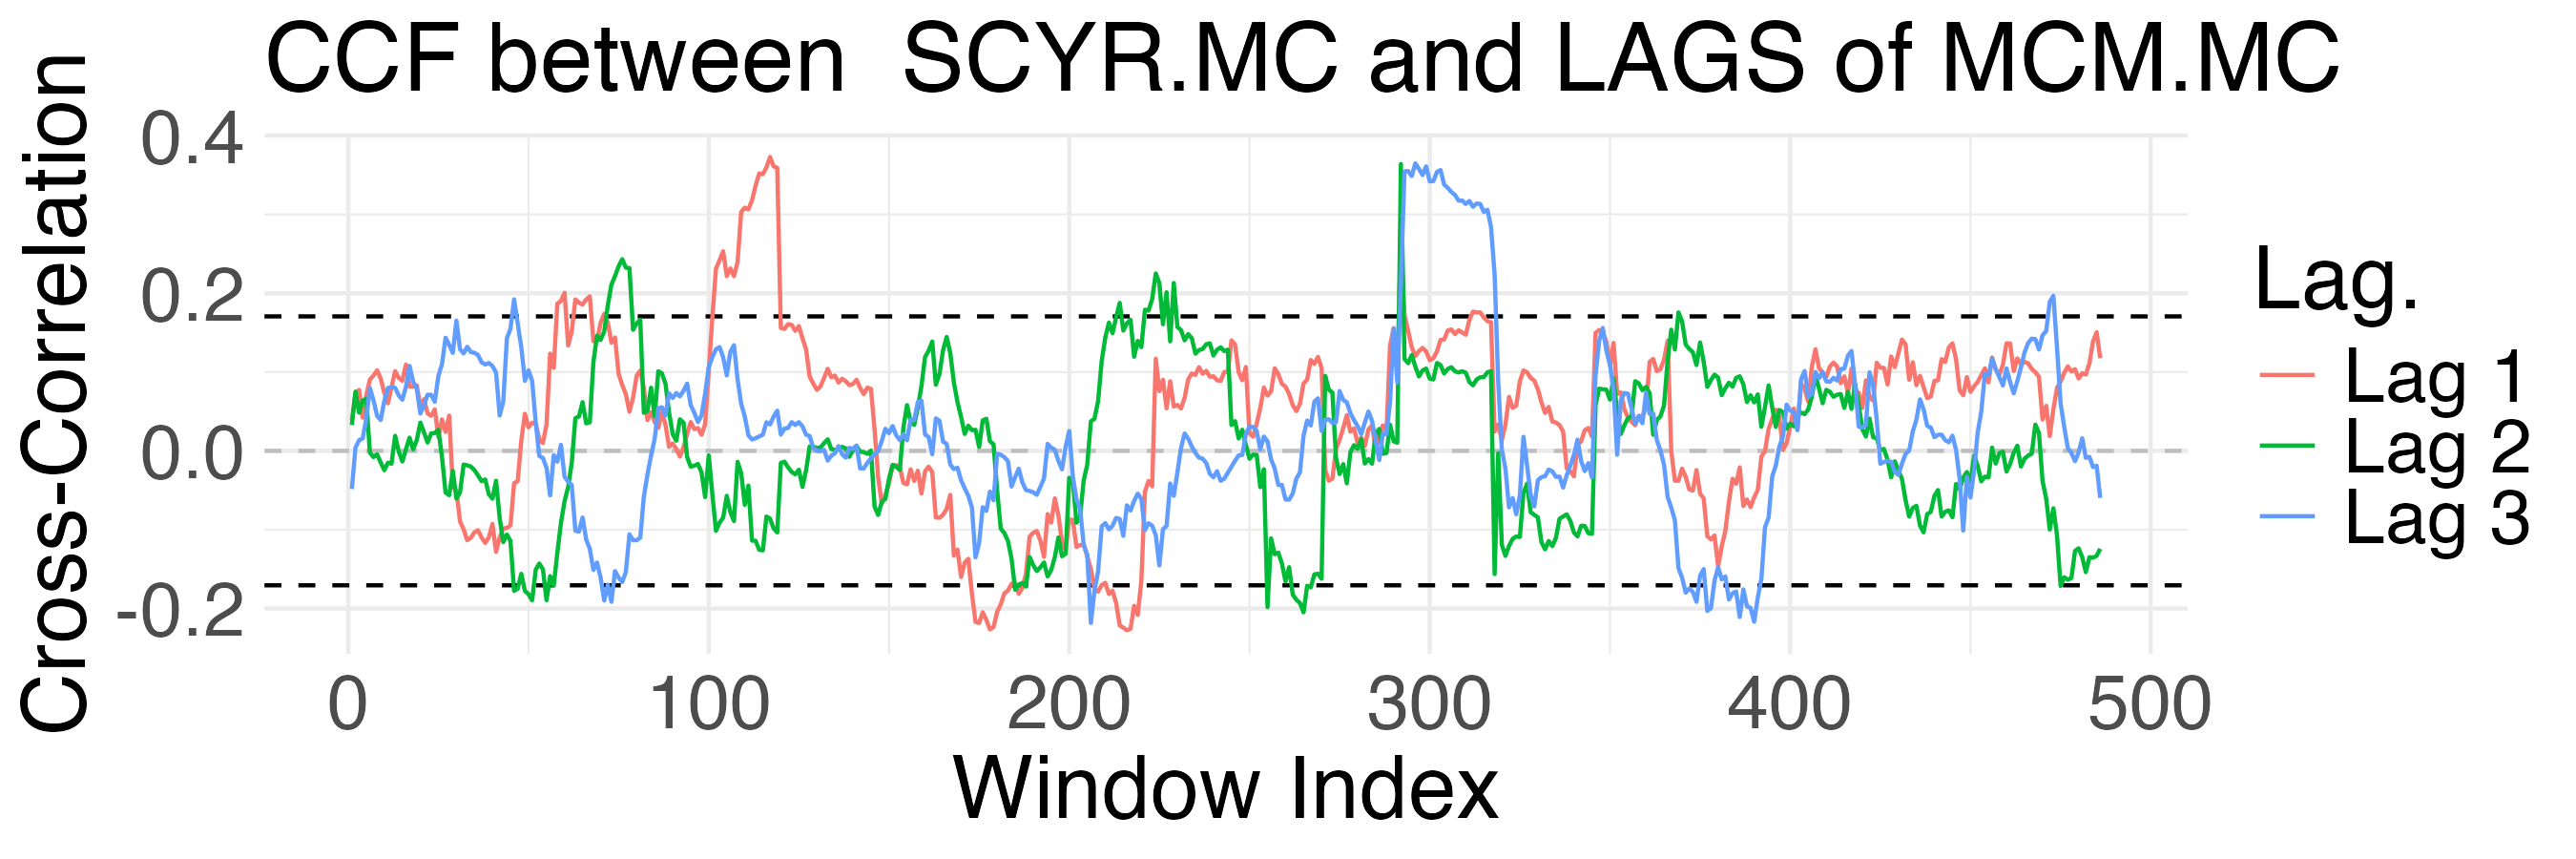 CCF between  SCYR.MC and LAGS of MCM.MC
Cross-Correlation
0.4
0.2
0.0
-0.2
0 100 200 300 400 500
Window Index
Lag.
Lag 1
Lag 2
Lag 3